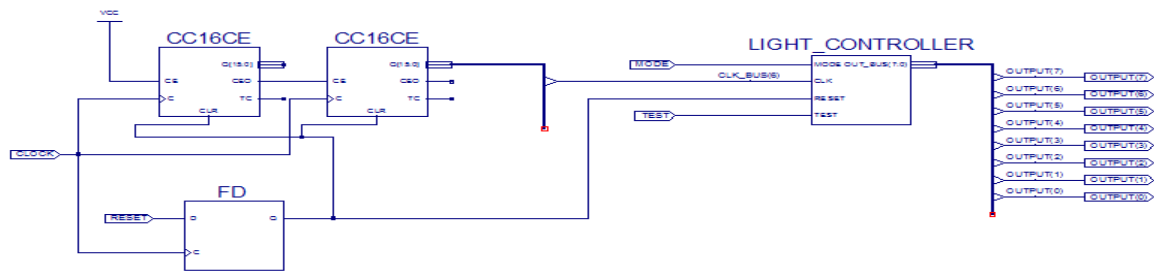 VCC
CC16CE
CC16CE
LIGHT_CONTROLLER
Q(15:0)
Q(15:0)
MODE
MODE OUT_BUS(7:0)
CE
CEO
CE
CEO
CLK_BUS(6)
CLK
C
TC
C
TC
RESET
CLR
CLR
TEST
TEST
OUTPUT(7)
OUTPUT(7)
OUTPUT(6)
OUTPUT(6)
OUTPUT(5)
OUTPUT(5)
OUTPUT(4)
OUTPUT(4)
OUTPUT(3)
OUTPUT(3)
OUTPUT(2)
OUTPUT(2)
OUTPUT(1)
OUTPUT(1)
OUTPUT(0)
OUTPUT(0)
CLOCK
FD
RESET
D
Q
C